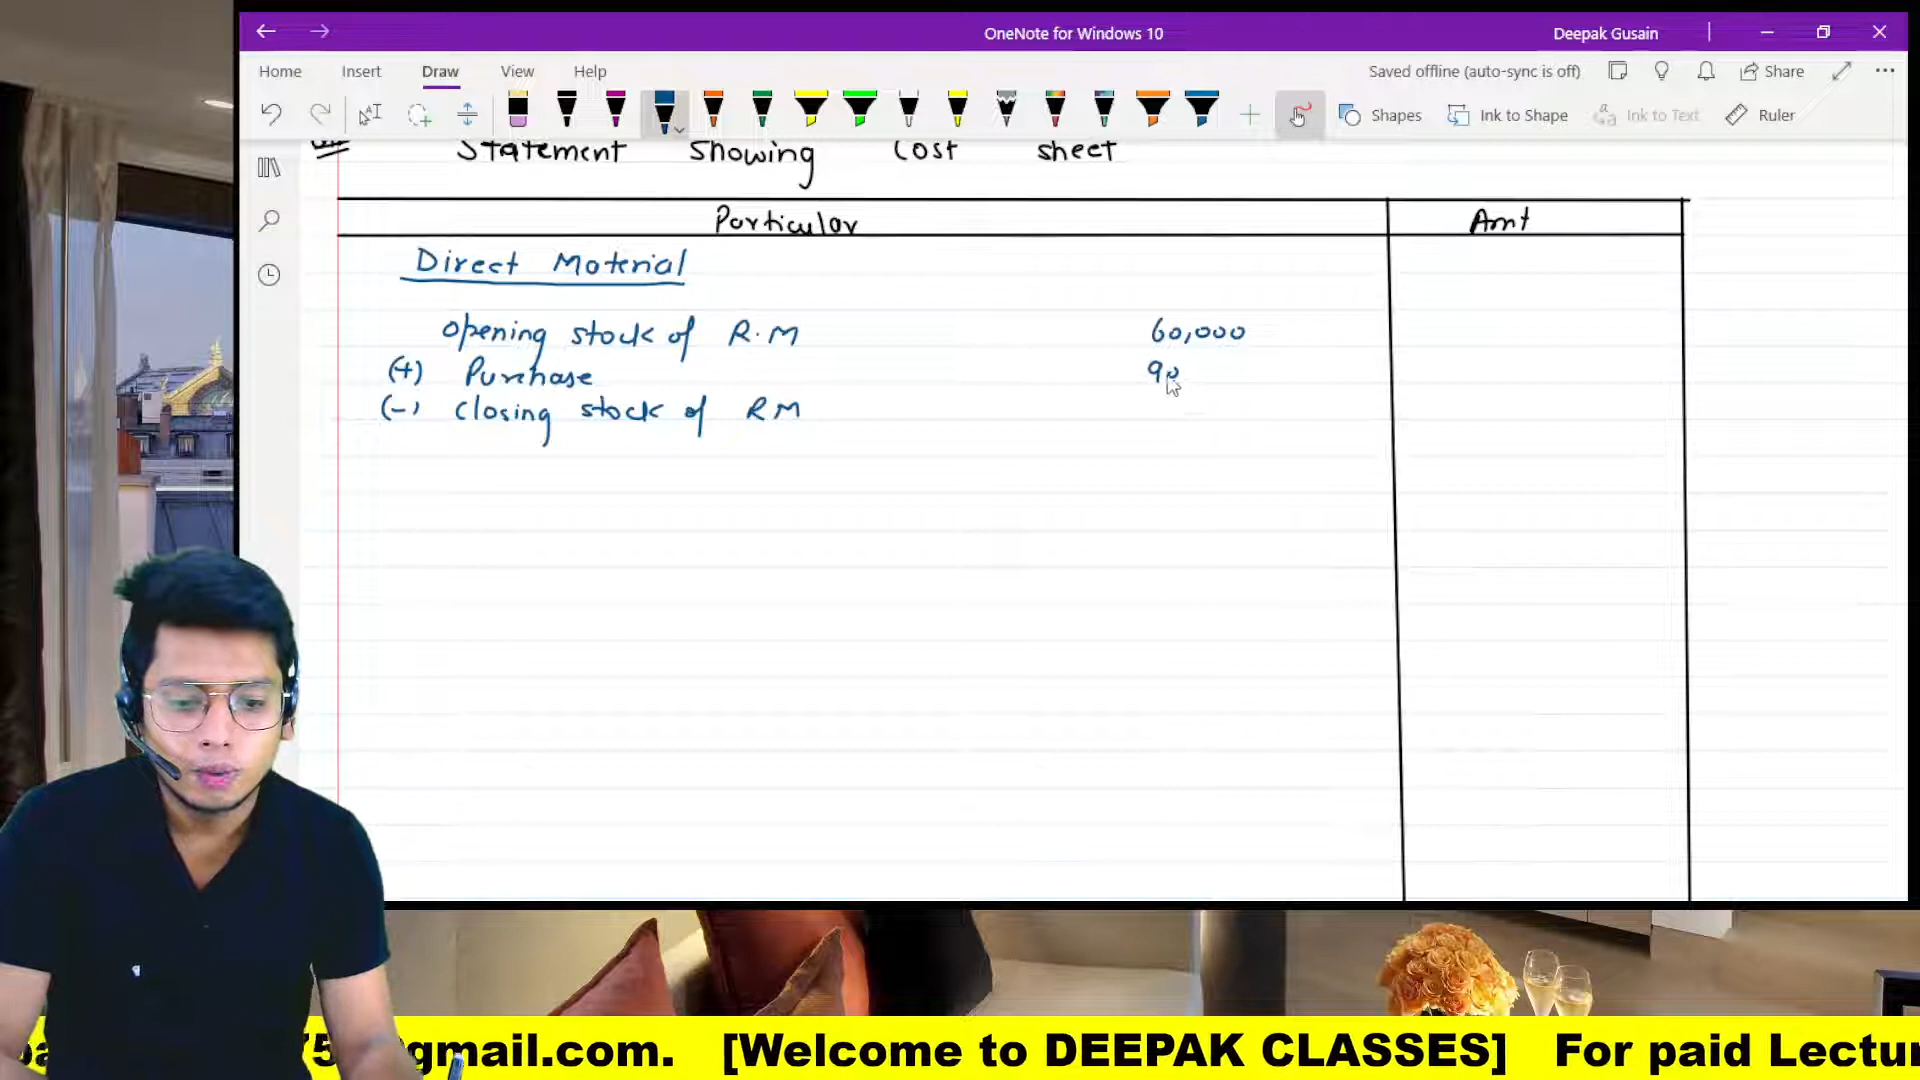 OneNote for Windows 10
Deepak Gusain
Home Insert Draw View Help
Saved offline (auto-sync is off) Share
Shapes Ink to Shape Ink to Text Ruler
Statement Showing Cost sheet
Particular Amt
Direct Material
opening stock of R.M 60,000
(+) Purchase 90
(-) closing stock of RM
gmail.com. [Welcome to DEEPAK CLASSES] For paid Lectur